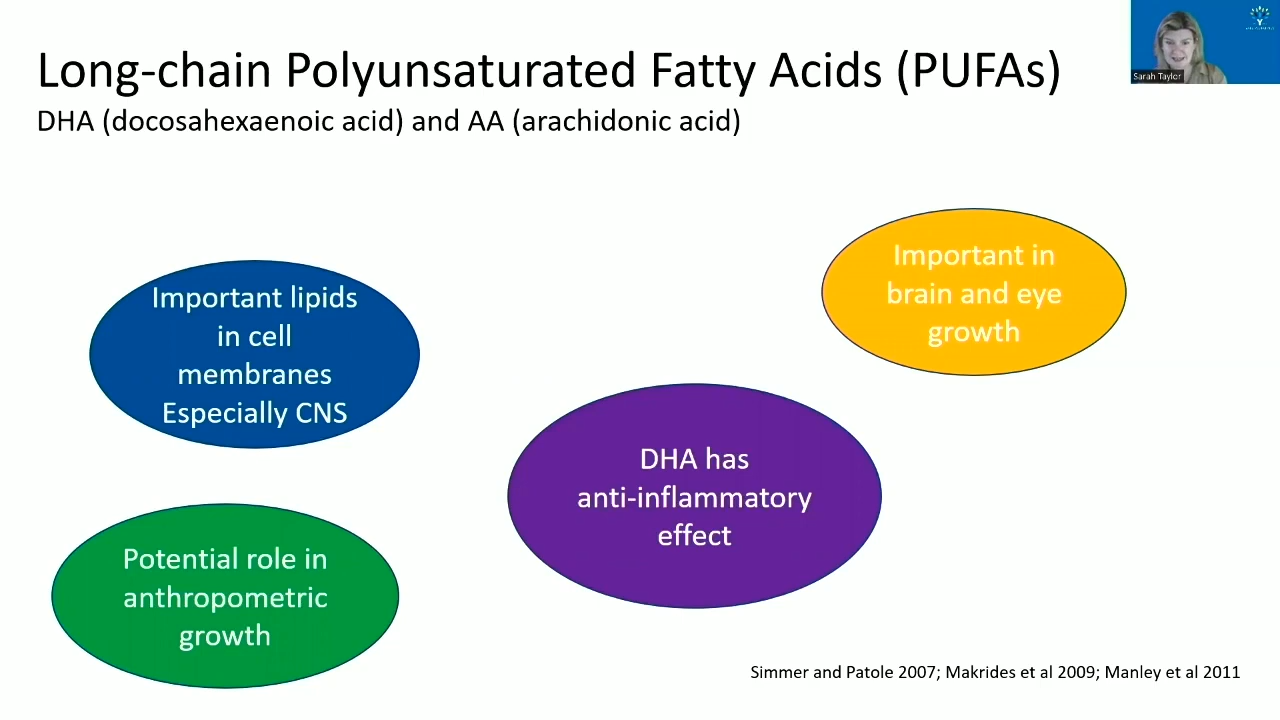 Long-chain Polyunsaturated Fatty Acids (PUFAs)
DHA (docosahexaenoic acid) and AA (arachidonic acid)
Sarah Taylor
Important in
brain and eye
growth
Important lipids
in cell
membranes
Especially CNS
DHA has
anti-inflammatory
effect
Potential role in
anthropometric
growth
Simmer and Patole 2007; Makrides et al 2009; Manley et al 2011